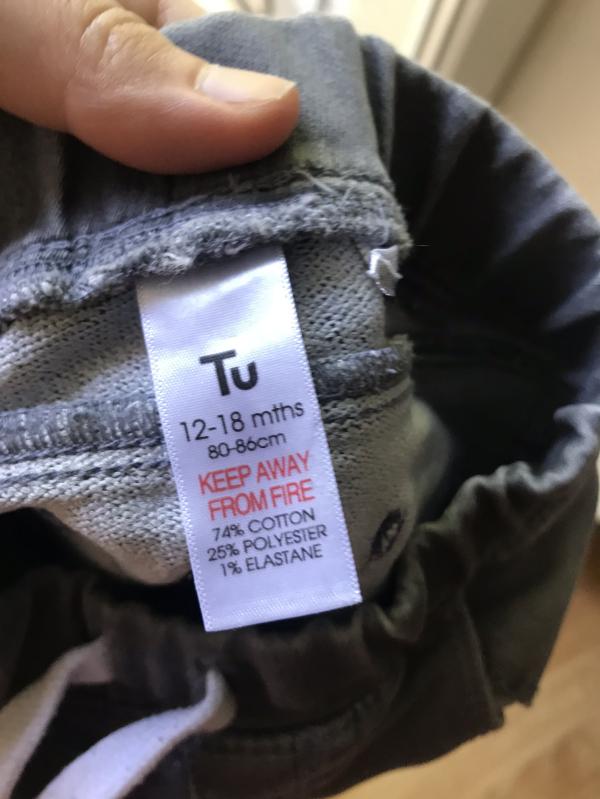 Tu
12-18 mths
80-86cm
KEEP AWAY
FROM FIRE
74% COTTON
25% POLYESTER
1% ELASTANE